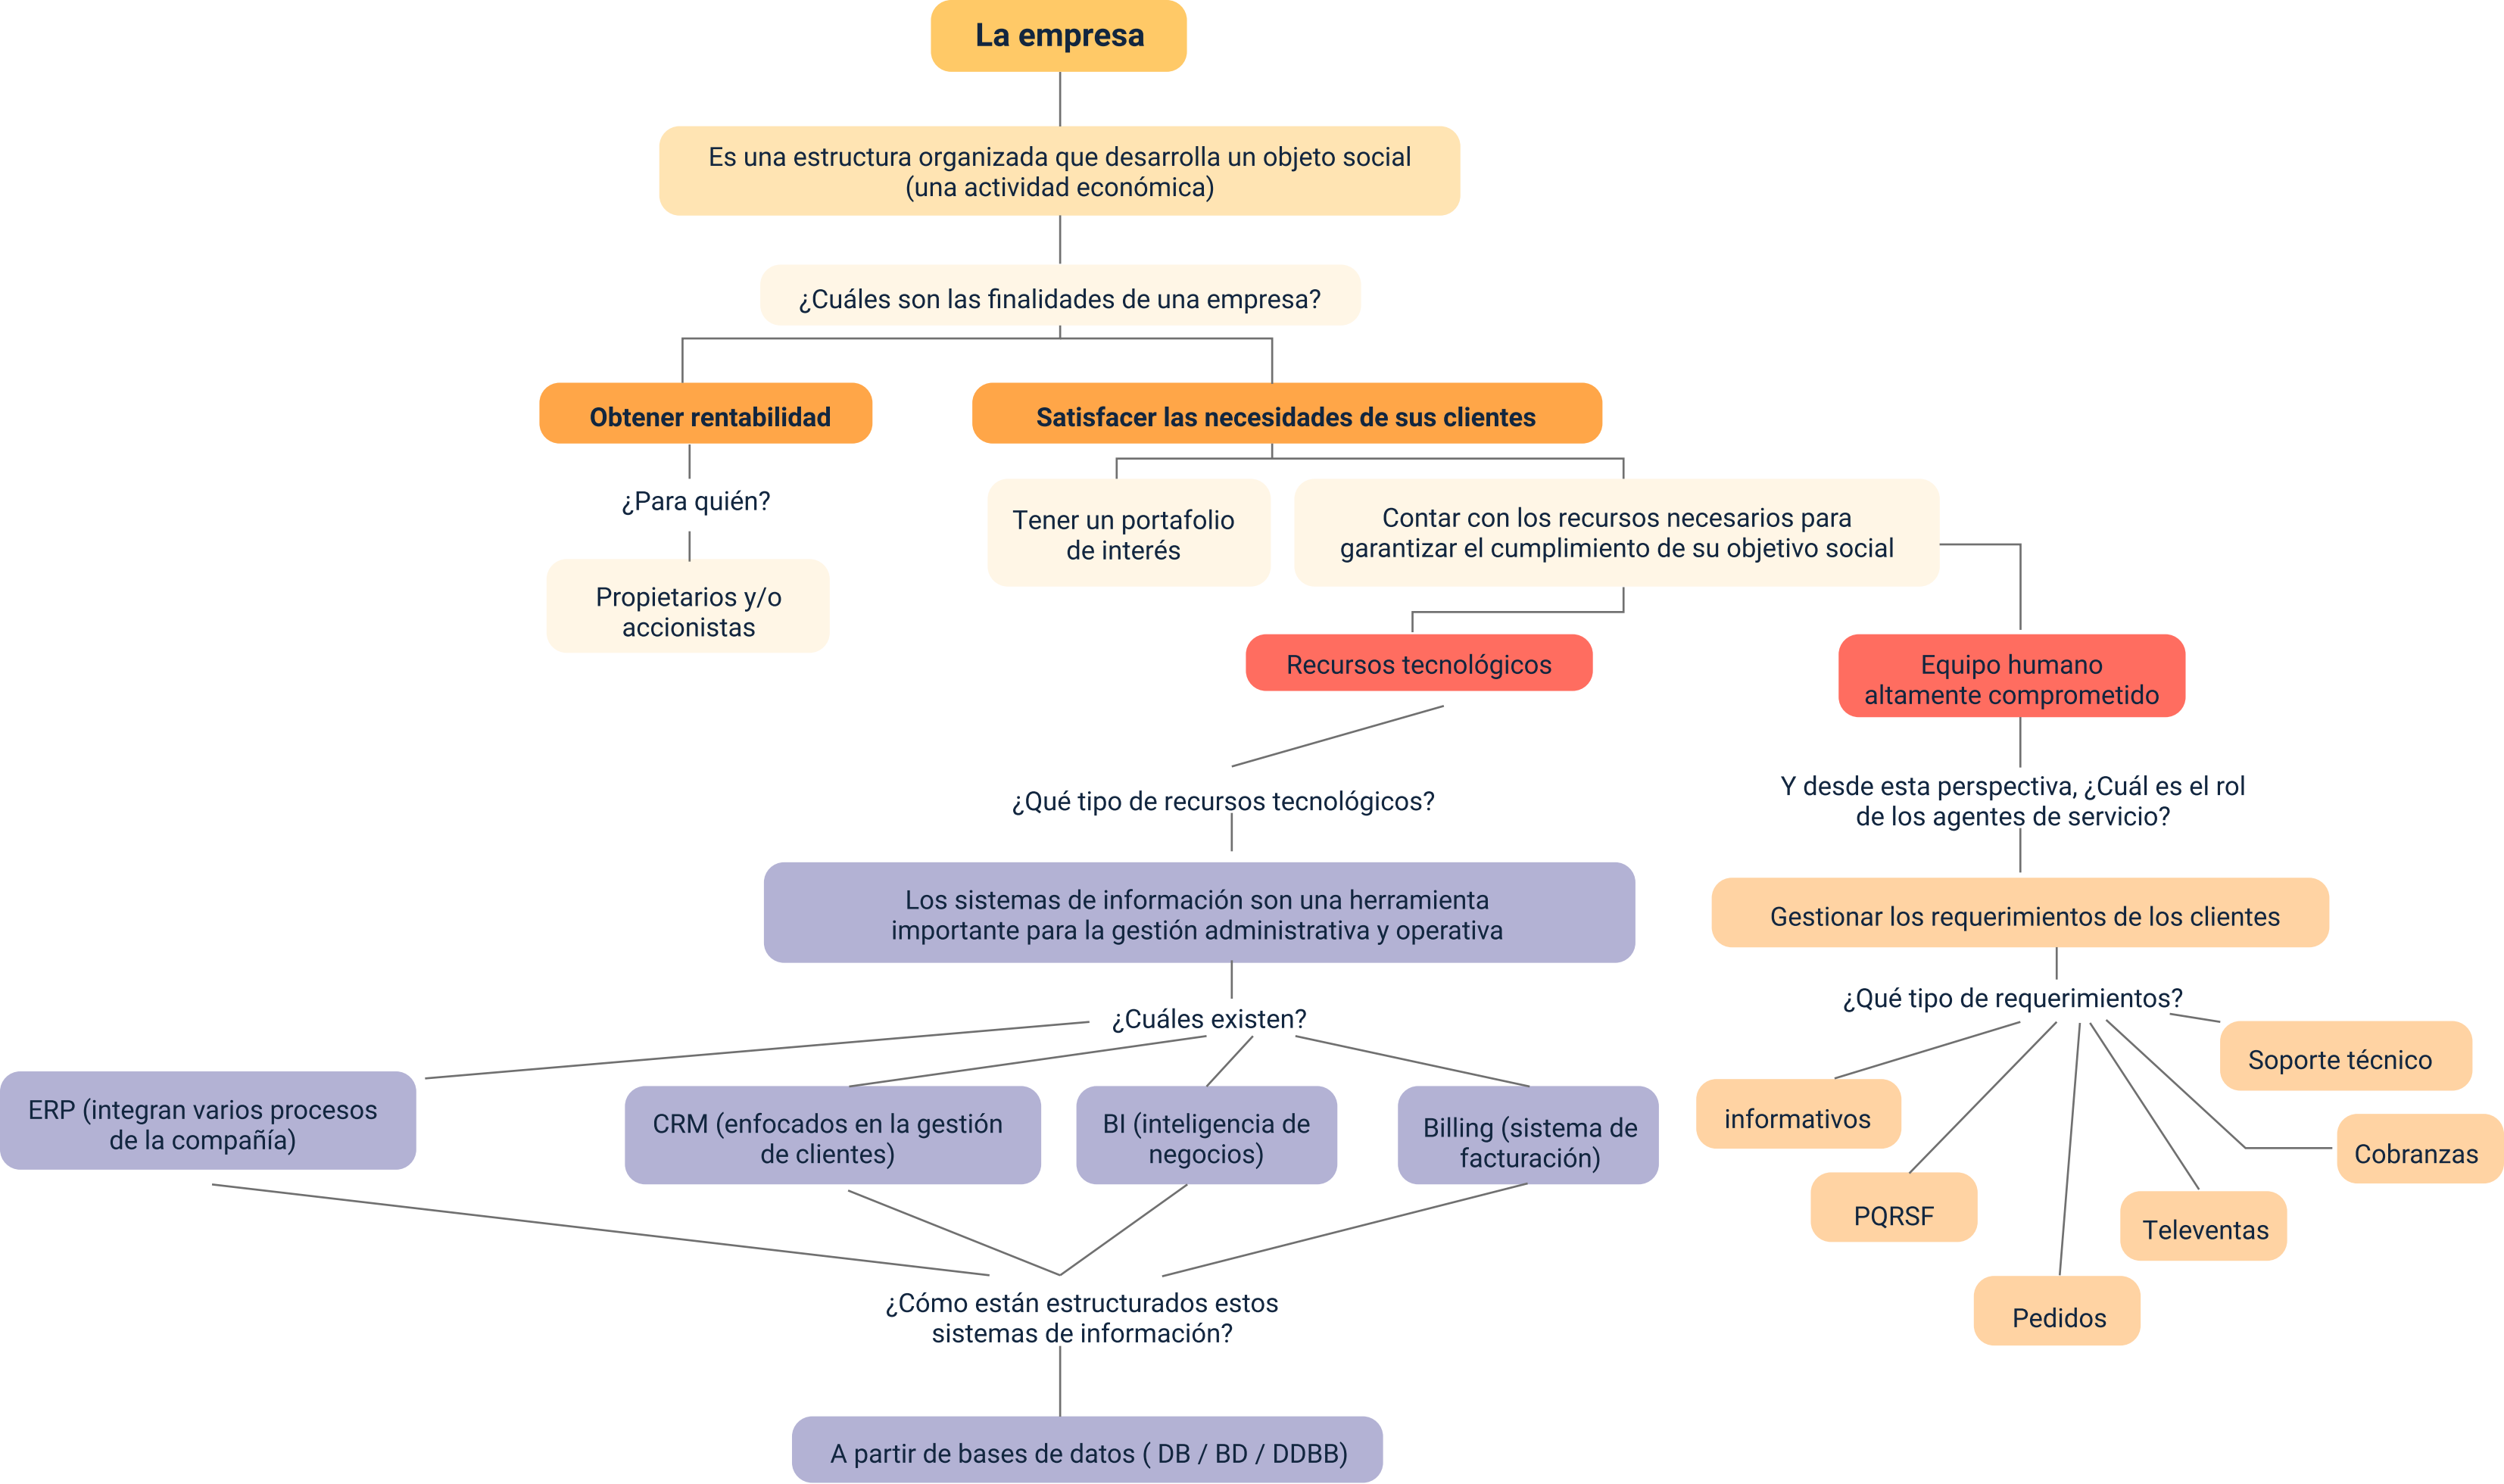 La empresa
Es una estructura organizada que desarrolla un objeto social
(una actividad económica)
¿Cuáles son las finalidades de una empresa?
Obtener rentabilidad
Satisfacer las necesidades de sus clientes
¿Para quién?
Propietarios y/o
accionistas
Tener un portafolio
de interés
Contar con los recursos necesarios para
garantizar el cumplimiento de su objetivo social
Recursos tecnológicos
Equipo humano
altamente comprometido
¿Qué tipo de recursos tecnológicos?
Y desde esta perspectiva, ¿Cuál es el rol
de los agentes de servicio?
Los sistemas de información son una herramienta
importante para la gestión administrativa y operativa
Gestionar los requerimientos de los clientes
¿Cuáles existen?
¿Qué tipo de requerimientos?
ERP (integran varios procesos
de la compañía)
CRM (enfocados en la gestión
de clientes)
BI (inteligencia de
negocios)
Billing (sistema de
facturación)
informativos
PQRSF
Pedidos
Televentas
Cobranzas
Soporte técnico
¿Cómo están estructurados estos
sistemas de información?
A partir de bases de datos ( DB / BD / DDBB)